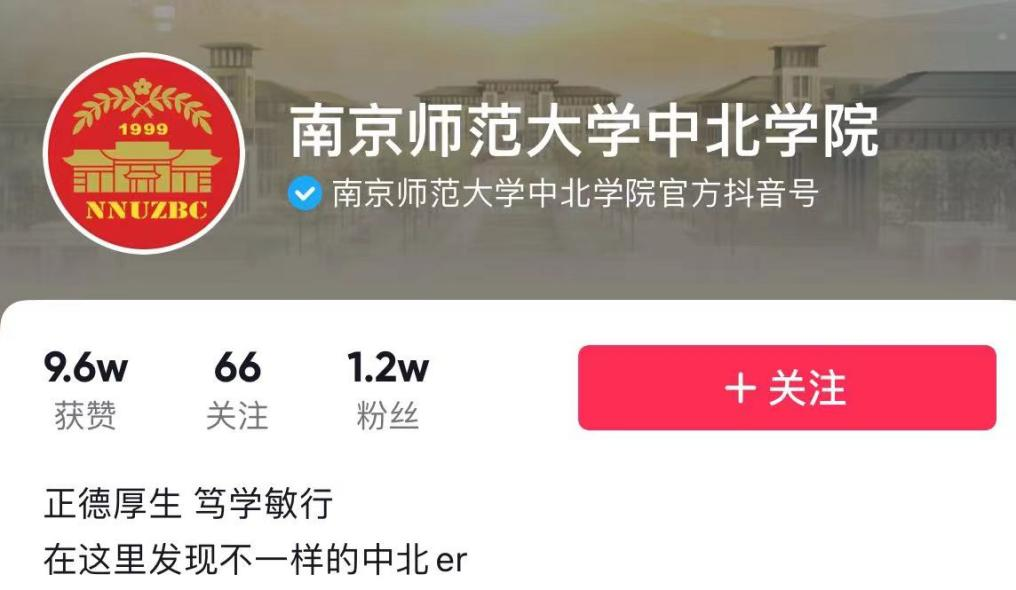 1999
NNUZBC
南京师范大学中北学院
南京师范大学中北学院官方抖音号
9.6w 66 1.2w
获赞 关注 粉丝
+ 关注
正德厚生 笃学敏行
在这里发现不一样的中北er